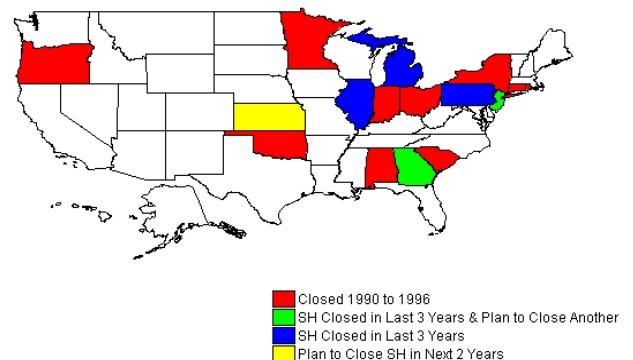 Closed 1990 to 1996
SH Closed in Last 3 Years & Plan to Close Another
SH Closed in Last 3 Years
Plan to Close SH in Next 2 Years